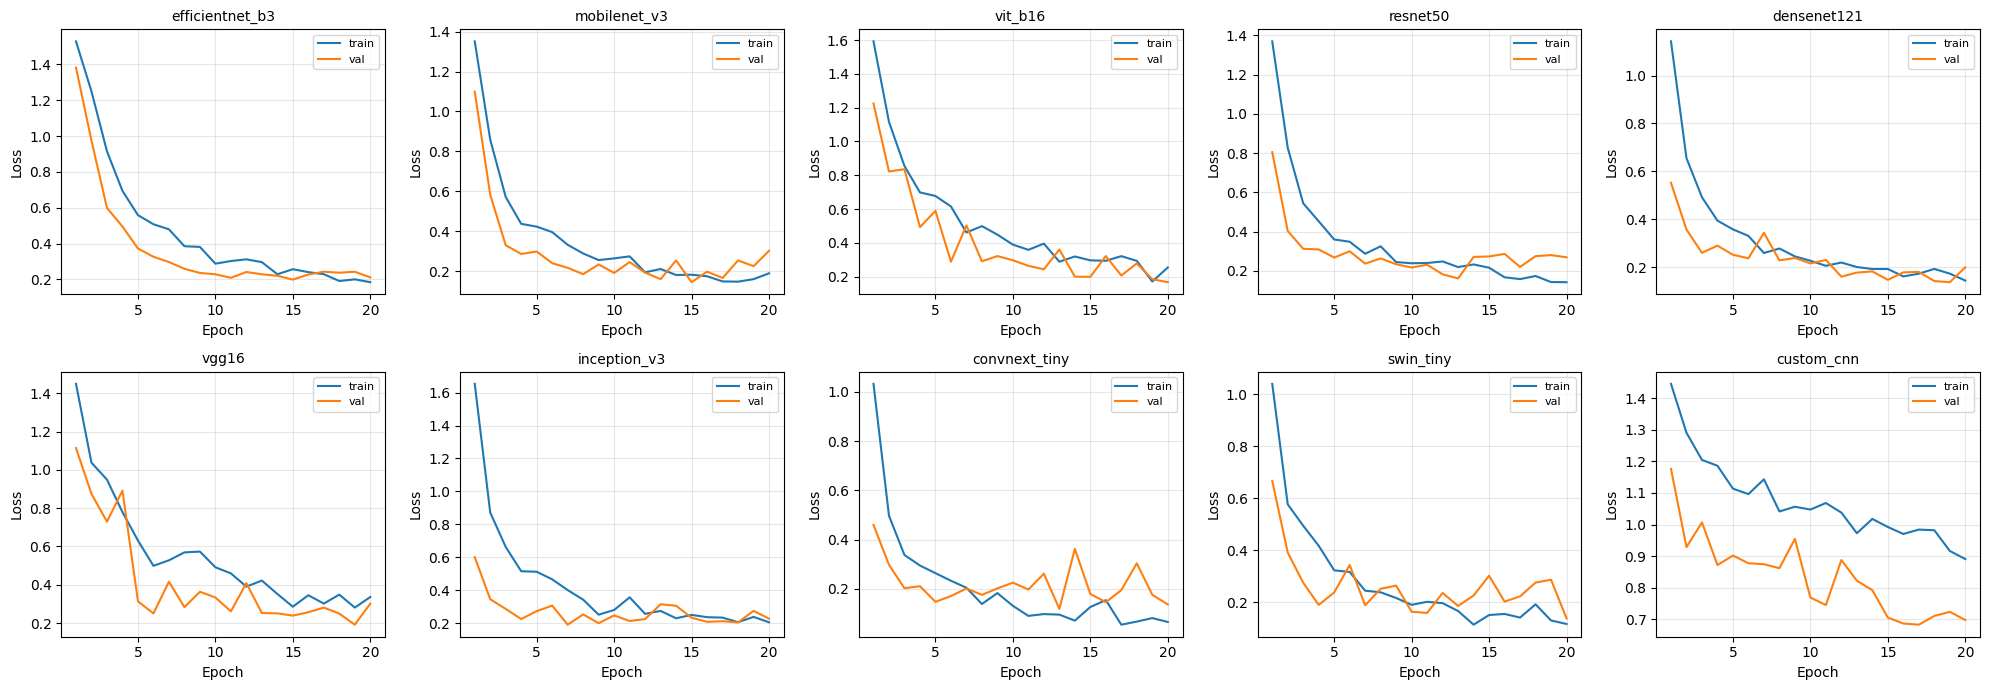 efficientnet_b3
1.4
1.2
1.0
0.8
0.6
0.4
0.2
Loss
5
10
15
20
Epoch
train
val
mobilenet_v3
1.4
1.2
1.0
0.8
0.6
0.4
0.2
Loss
5
10
15
20
Epoch
train
val
vit_b16
1.6
1.4
1.2
1.0
0.8
0.6
0.4
0.2
Loss
5
10
15
20
Epoch
train
val
resnet50
1.4
1.2
1.0
0.8
0.6
0.4
0.2
Loss
5
10
15
20
Epoch
train
val
densenet121
1.0
0.8
0.6
0.4
0.2
Loss
5
10
15
20
Epoch
train
val
vgg16
1.4
1.2
1.0
0.8
0.6
0.4
0.2
Loss
5
10
15
20
Epoch
train
val
inception_v3
1.6
1.4
1.2
1.0
0.8
0.6
0.4
0.2
Loss
5
10
15
20
Epoch
train
val
convnext_tiny
1.0
0.8
0.6
0.4
0.2
Loss
5
10
15
20
Epoch
train
val
swin_tiny
1.0
0.8
0.6
0.4
0.2
Loss
5
10
15
20
Epoch
train
val
custom_cnn
1.4
1.3
1.2
1.1
1.0
0.9
0.8
0.7
Loss
5
10
15
20
Epoch
train
val